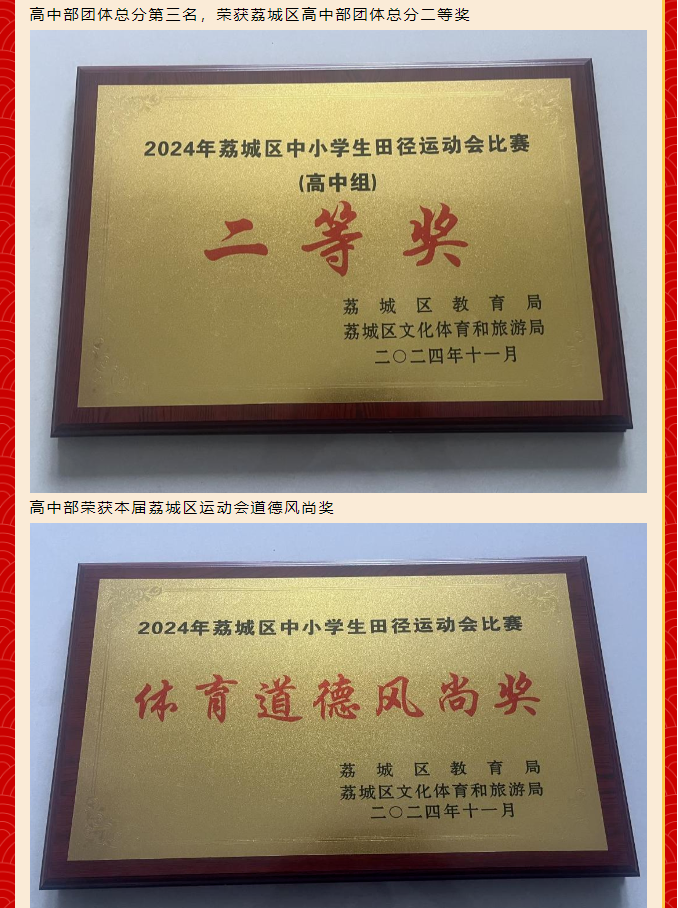 高中部团体总分第三名，荣获荔城区高中部团体总分二等奖
2024年荔城区中小学生田径运动会比赛
(高中组)
二等奖
荔城区教育局
荔城区文化体育和旅游局
二〇二四年十一月
高中部荣获本届荔城区运动会道德风尚奖
2024年荔城区中小学生田径运动会比赛
体育道德风尚奖
荔城区教育局
荔城区文化体育和旅游局
二〇二四年十一月